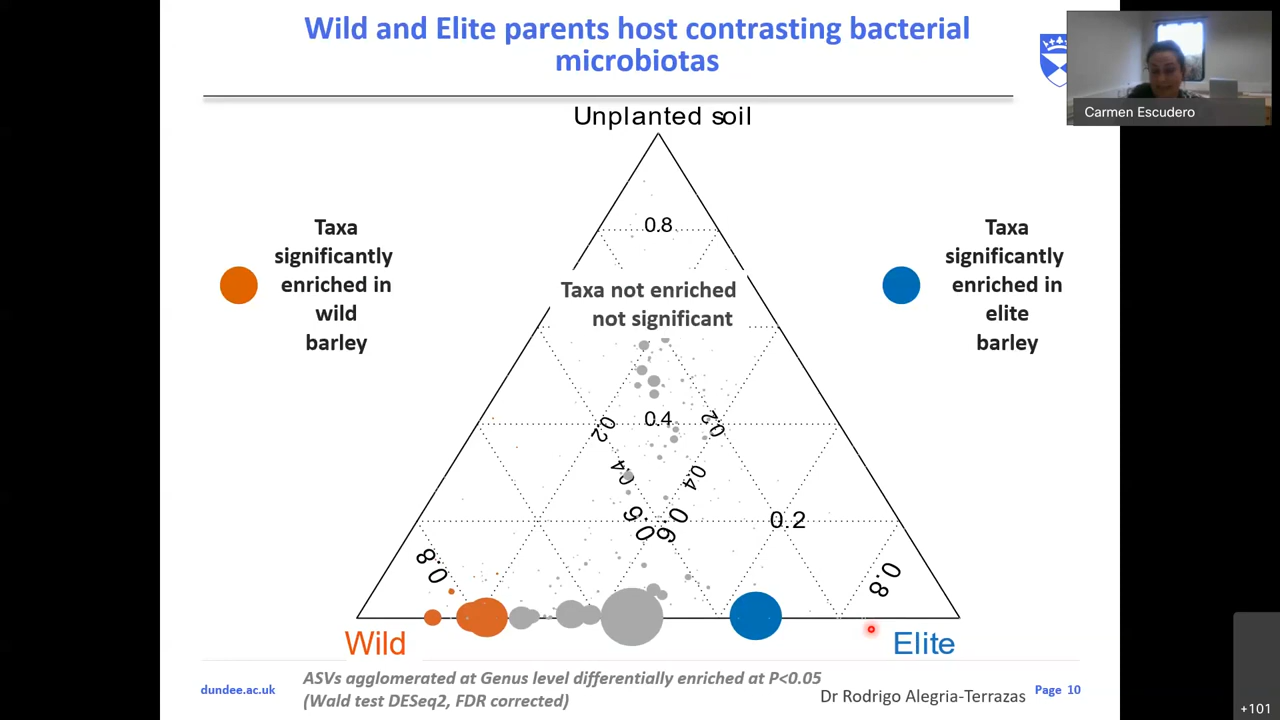 Wild and Elite parents host contrasting bacterial
microbiotas
Carmen Escudero
Unplanted soil
Taxa
significantly
enriched in
wild
barley
Taxa
significantly
enriched in
elite
barley
0.8
Taxa not enriched
not significant
0.4
0.2
0.2
0.4
0.4
0.6
0.6
0.2
0.8
0.8
Wild
Elite
ASVs agglomerated at Genus level differentially enriched at P<0.05
(Wald test DESeq2, FDR corrected)
dundee.ac.uk
Dr Rodrigo Alegria-Terrazas
Page 10
+101